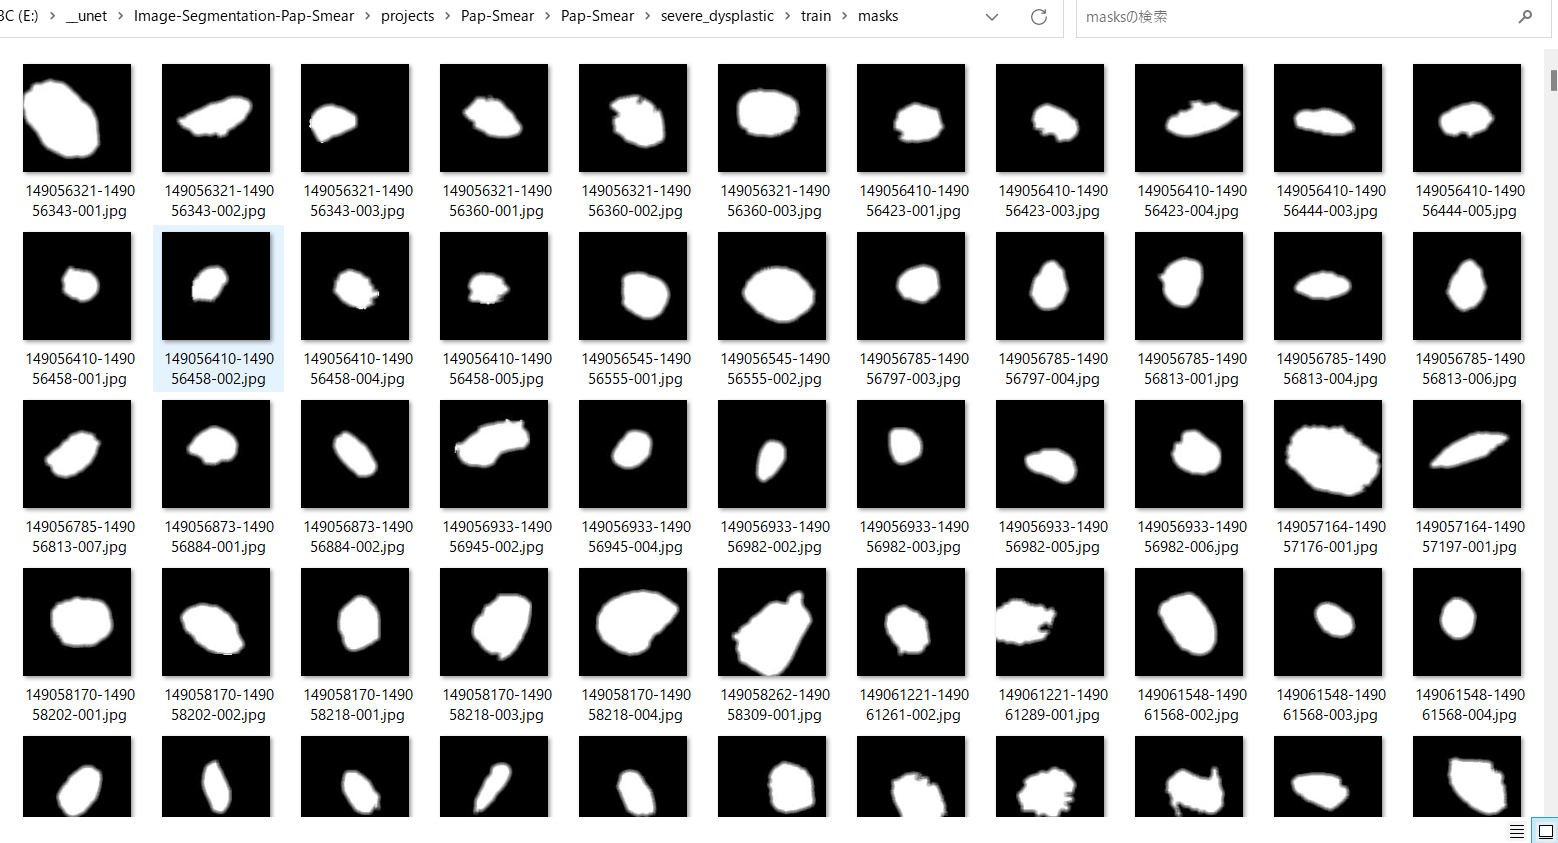 BC (E:) > __unet > Image-Segmentation-Pap-Smear > projects > Pap-Smear > Pap-Smear > severe_dysplastic > train > masks
masksの検索
149056321-1490 149056321-1490 149056321-1490 149056321-1490 149056321-1490 149056321-1490 149056410-1490 149056410-1490 149056410-1490 149056410-1490 149056410-1490
56343-001.jpg 56343-002.jpg 56343-003.jpg 56360-001.jpg 56360-002.jpg 56360-003.jpg 56423-001.jpg 56423-003.jpg 56423-004.jpg 56444-003.jpg 56444-005.jpg
149056410-1490 149056410-1490 149056410-1490 149056410-1490 149056545-1490 149056545-1490 149056785-1490 149056785-1490 149056785-1490 149056785-1490 149056785-1490
56458-001.jpg 56458-002.jpg 56458-004.jpg 56458-005.jpg 56555-001.jpg 56555-002.jpg 56797-003.jpg 56797-004.jpg 56813-001.jpg 56813-004.jpg 56813-006.jpg
149056785-1490 149056873-1490 149056873-1490 149056933-1490 149056933-1490 149056933-1490 149056933-1490 149056933-1490 149056933-1490 149057164-1490 149057164-1490
56813-007.jpg 56884-001.jpg 56884-002.jpg 56945-002.jpg 56945-004.jpg 56982-002.jpg 56982-003.jpg 56982-005.jpg 56982-006.jpg 57176-001.jpg 57197-001.jpg
149058170-1490 149058170-1490 149058170-1490 149058170-1490 149058170-1490 149058262-1490 149061221-1490 149061221-1490 149061548-1490 149061548-1490 149061548-1490
58202-001.jpg 58202-002.jpg 58218-001.jpg 58218-003.jpg 58218-004.jpg 58309-001.jpg 61261-002.jpg 61289-001.jpg 61568-002.jpg 61568-003.jpg 61568-004.jpg